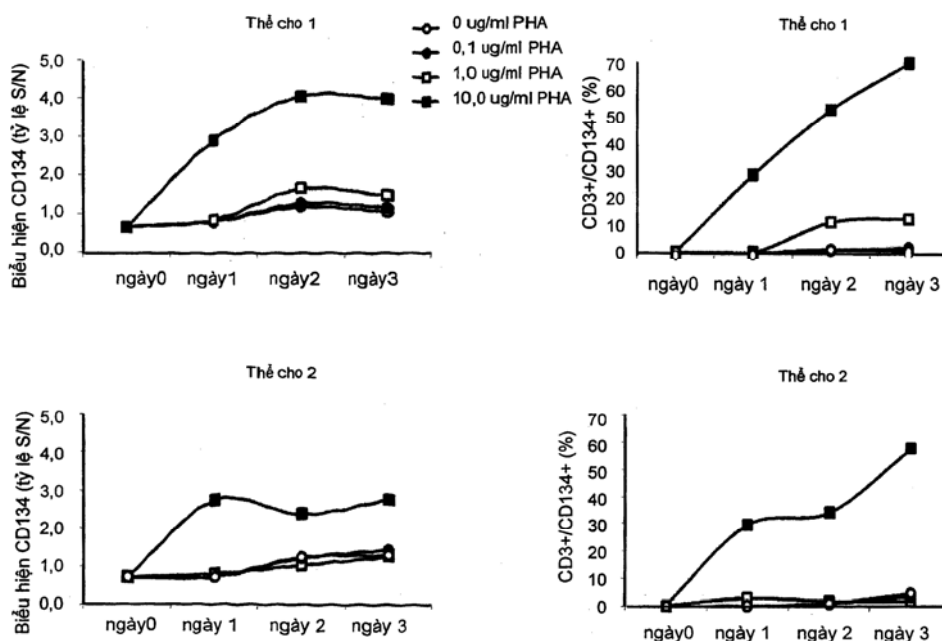 Thể cho 1
0 ug/ml PHA
0,1 ug/ml PHA
1,0 ug/ml PHA
10,0 ug/ml PHA
Biểu hiện CD134 (tỷ lệ S/N)
5,0
4,0
3,0
2,0
1,0
0,0
ngày0 ngày1 ngày2 ngày3
Thể cho 1
CD3+/CD134+ (%)
70
60
50
40
30
20
10
0
ngày0 ngày 1 ngày 2 ngày 3
Thể cho 2
Biểu hiện CD134 (tỷ lệ S/N)
5,0
4,0
3,0
2,0
1,0
0,0
ngày0 ngày 1 ngày 2 ngày 3
Thể cho 2
CD3+/CD134+ (%)
70
60
50
40
30
20
10
0
ngày0 ngày 1 ngày 2 ngày 3